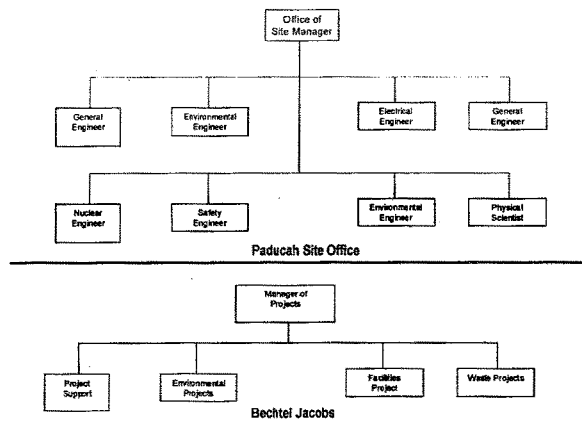 Office of
Site Manager
General
Engineer
Environmental
Engineer
Electrical
Engineer
General
Engineer
Nuclear
Engineer
Safety
Engineer
Environmental
Engineer
Physical
Scientist
Paducah Site Office
Manager of
Projects
Project
Support
Environmental
Projects
Facilities
Project
Waste Projects
Bechtel Jacobs